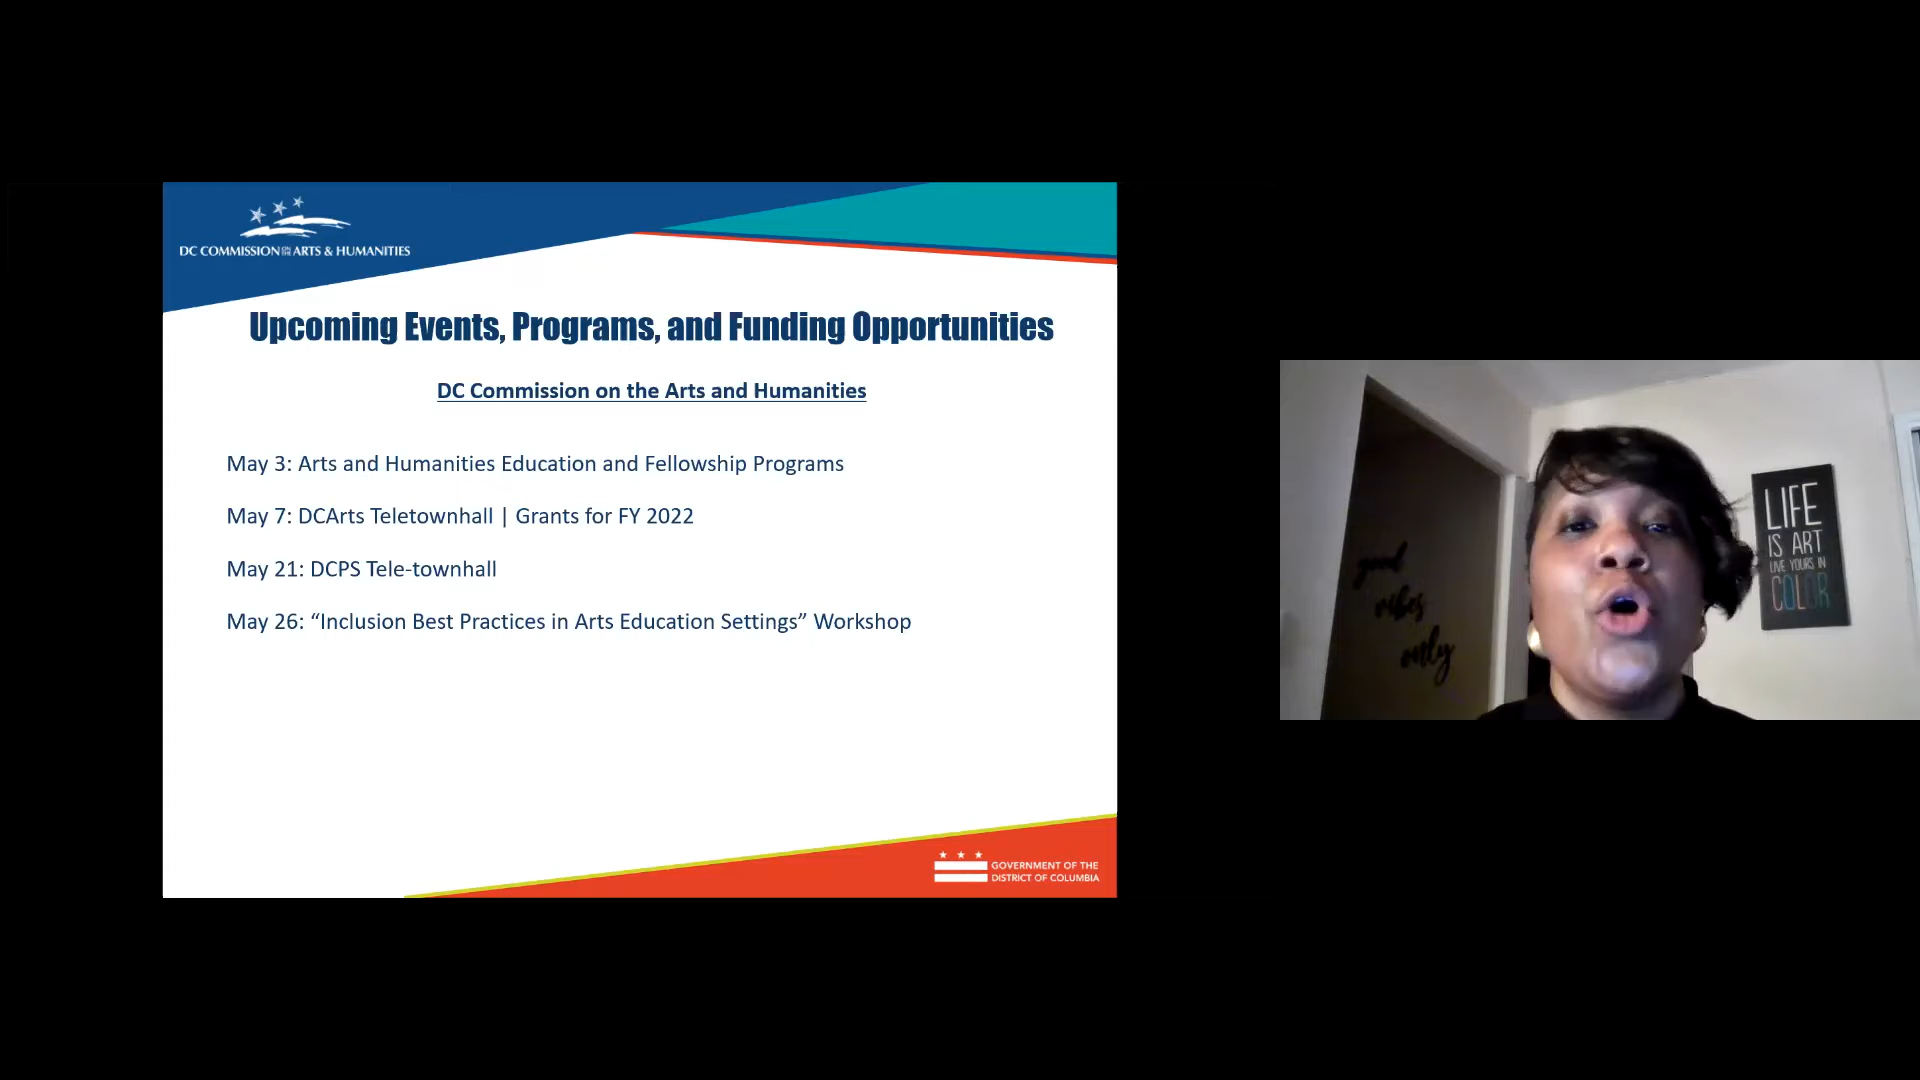 DC COMMISSION ON THE ARTS & HUMANITIES
Upcoming Events, Programs, and Funding Opportunities
DC Commission on the Arts and Humanities
May 3: Arts and Humanities Education and Fellowship Programs
May 7: DCArts Teletownhall | Grants for FY 2022
May 21: DCPS Tele-townhall
May 26: “Inclusion Best Practices in Arts Education Settings” Workshop
GOVERNMENT OF THE
DISTRICT OF COLUMBIA
good
vibes
only
LIFE
IS ART
LIVE YOURS IN
COLOR